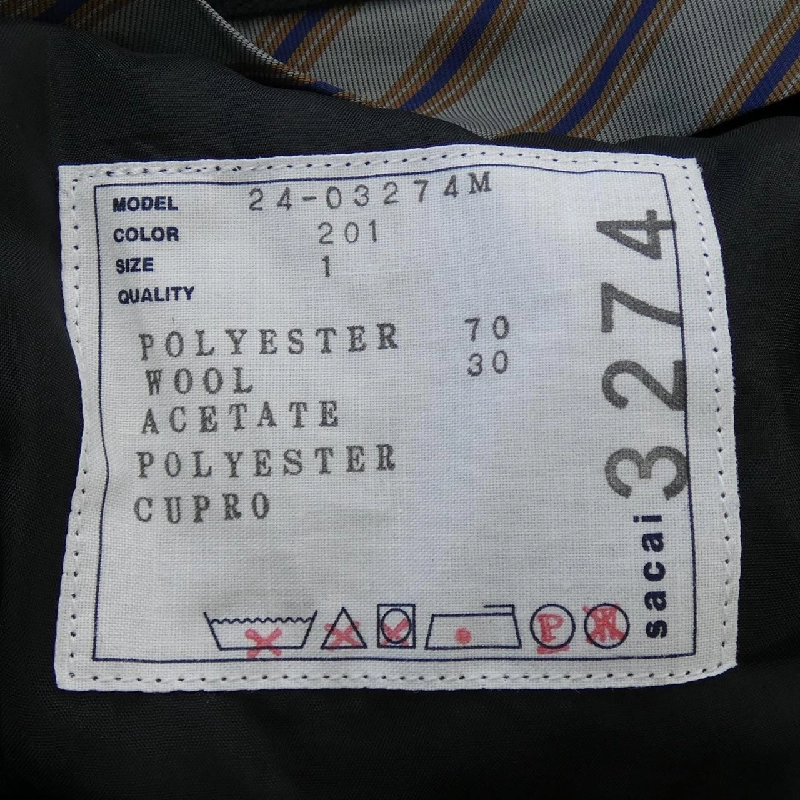 MODEL 24-03274M
COLOR 201
SIZE 1
QUALITY
POLYESTER 70
WOOL 30
ACETATE
POLYESTER
CUPRO
P
sacai 3274